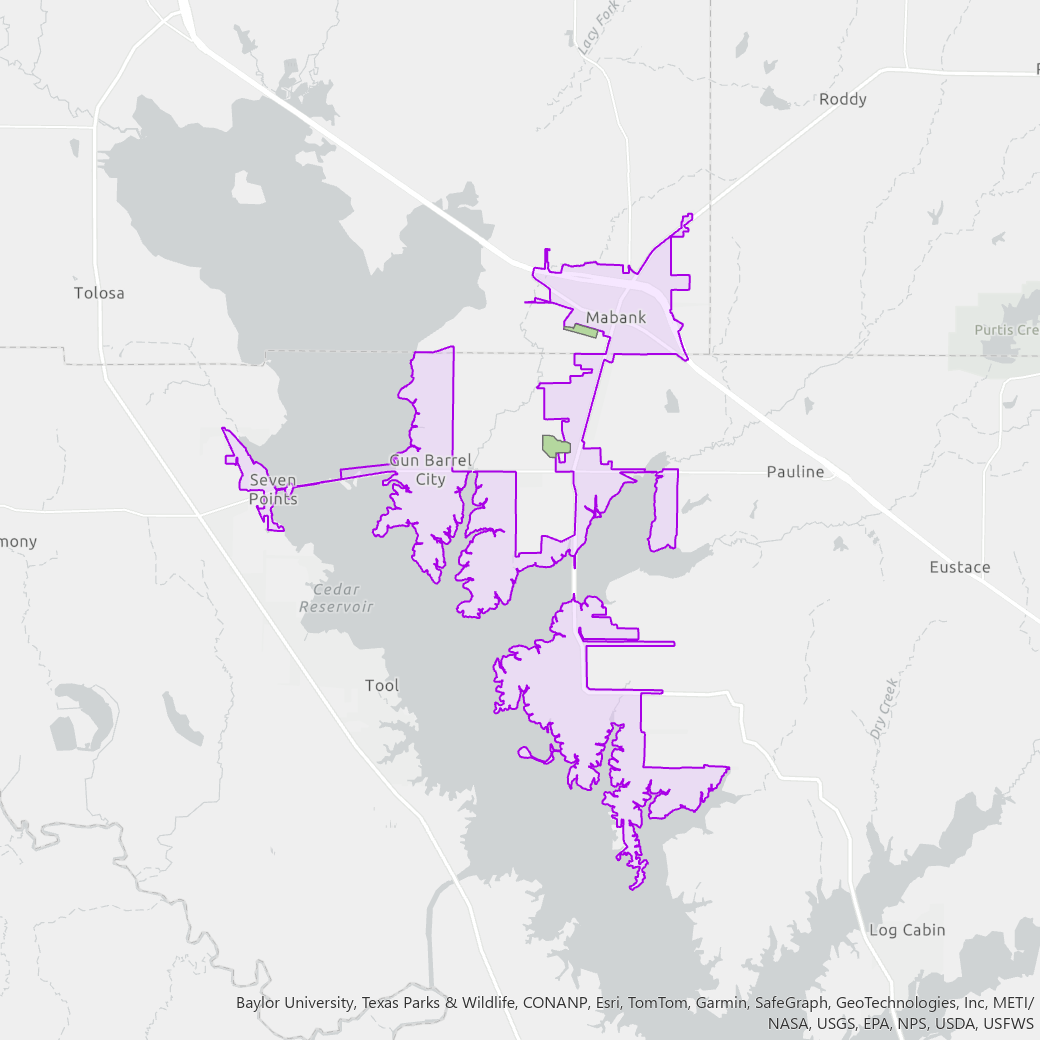 Lacy Fork
Roddy
Tolosa
Mabank
Purtis Cre
Gun Barrel
City
Pauline
Seven
Points
mony
Eustace
Cedar
Reservoir
Tool
Dry Creek
Log Cabin
Baylor University, Texas Parks & Wildlife, CONANP, Esri, TomTom, Garmin, SafeGraph, GeoTechnologies, Inc, METI/
NASA, USGS, EPA, NPS, USDA, USFWS